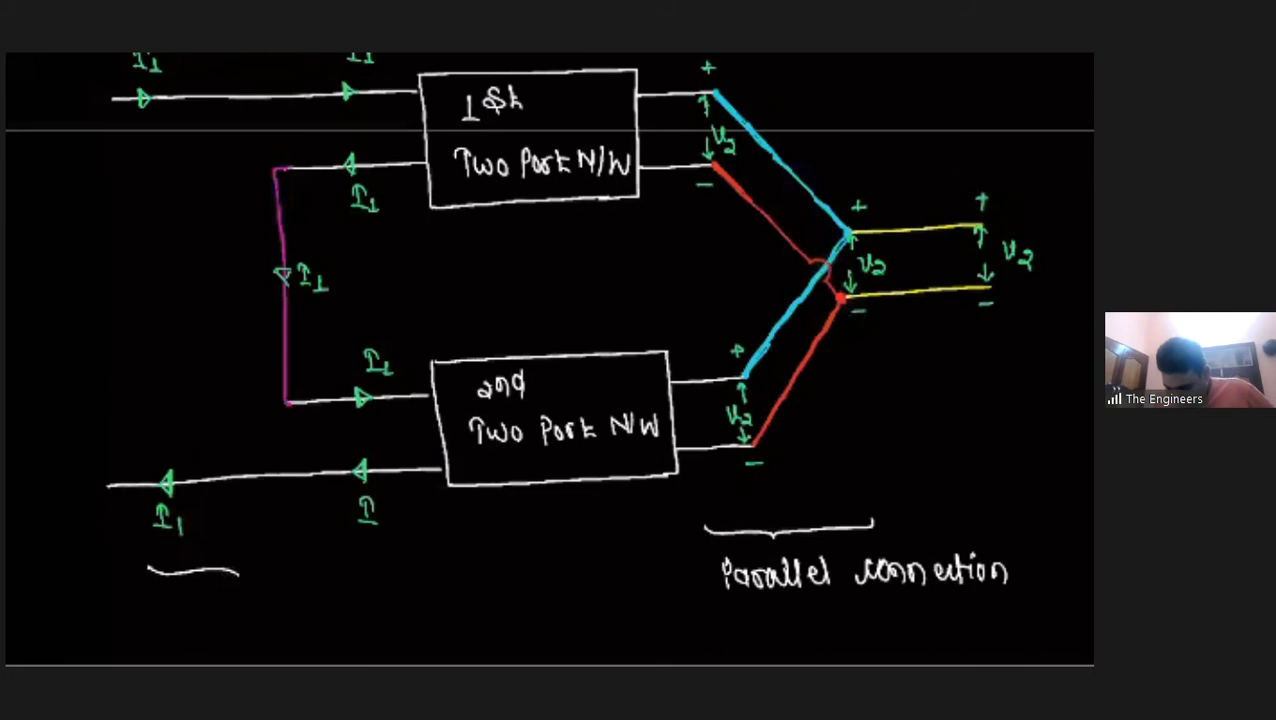 I1 I1
1st
Two Port N/W
+
V2
-
I1
I1
+
V2
-
+
V2
-
I1
2nd
Two Port N/W
+
V2
-
I1
I
Parallel connection
The Engineers